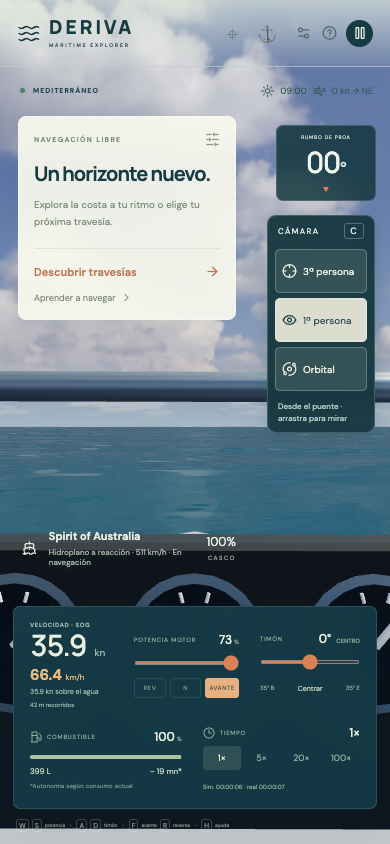 DERIVA
MARITIME EXPLORER
MEDITERRÁNEO
09:00 0 kn → NE
NAVEGACIÓN LIBRE
Un horizonte nuevo.
Explora la costa a tu ritmo o elige tu
próxima travesía.
Descubrir travesías
Aprender a navegar
RUMBO DE PROA
00°
CÁMARA C
3ª persona
1ª persona
Orbital
Desde el puente ·
arrastra para mirar
Spirit of Australia
Hidroplano a reacción · 511 km/h · En
navegación
100%
CASCO
VELOCIDAD · SOG
35.9 kn
66.4 km/h
35.9 kn sobre el agua
42 m recorridos
POTENCIA MOTOR 73 %
REV N AVANTE
TIMÓN 0° CENTRO
35° B Centrar 35° E
COMBUSTIBLE 100 %
399 L ~ 19 mn*
*Autonomía según consumo actual
TIEMPO 1×
1× 5× 20× 100×
Sim. 00:00:06 · real 00:00:07
W S potencia · A D timón · F avante R reversa · H ayuda